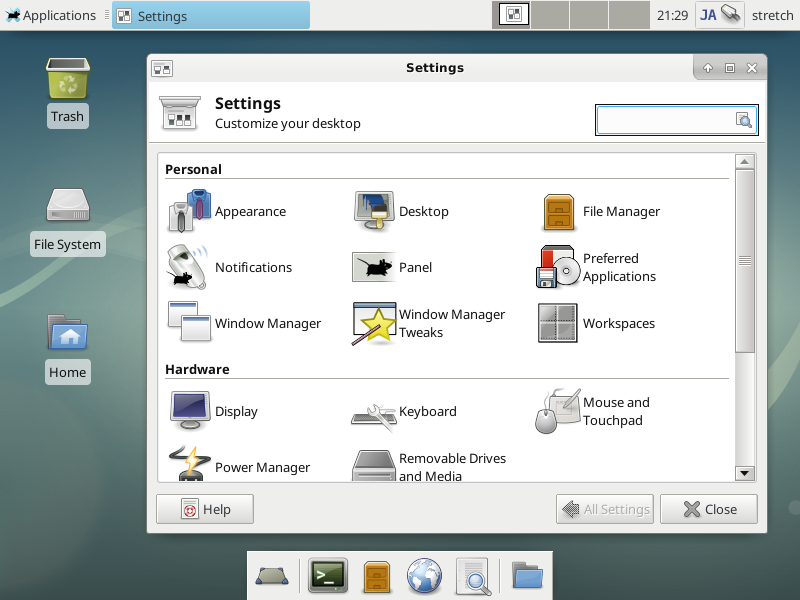 Applications
Settings
21:29
JA
stretch
Trash
File System
Home
Settings
Settings
Customize your desktop
Personal
Appearance
Desktop
File Manager
Notifications
Panel
Preferred
Applications
Window Manager
Window Manager
Tweaks
Workspaces
Hardware
Display
Keyboard
Mouse and
Touchpad
Power Manager
Removable Drives
and Media
Help
All Settings
Close